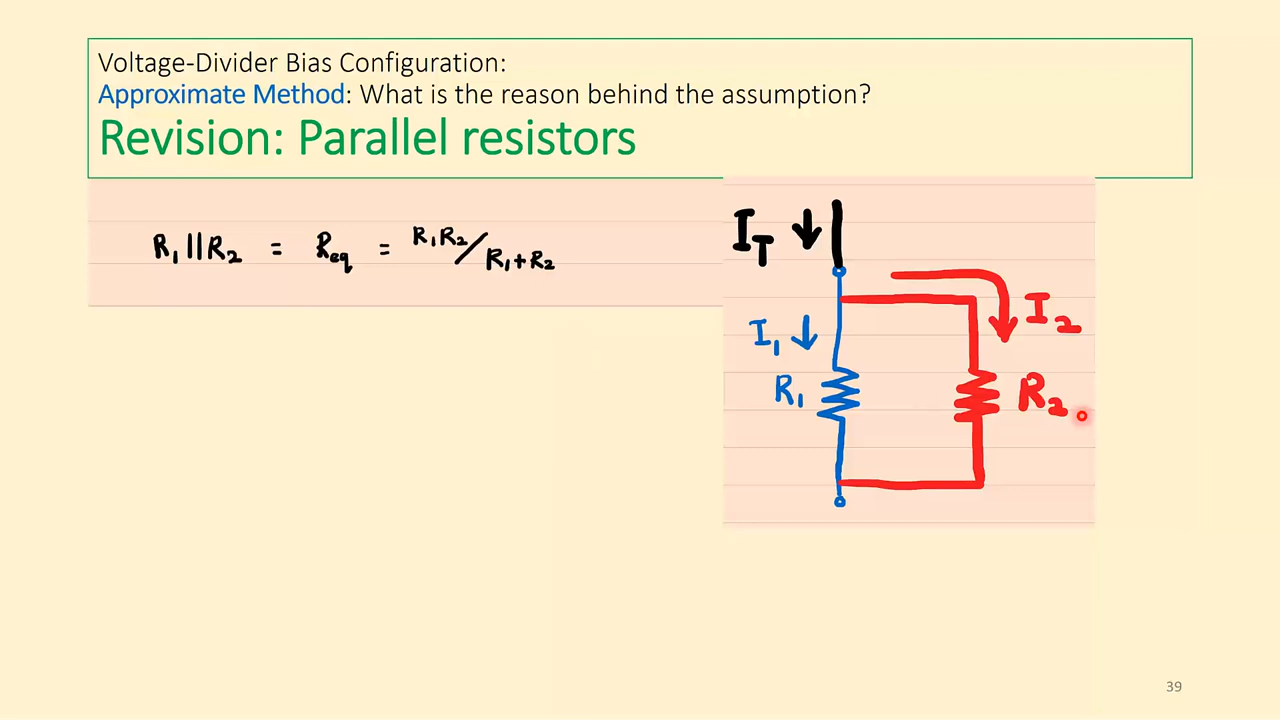 Voltage-Divider Bias Configuration:
Approximate Method: What is the reason behind the assumption?
Revision: Parallel resistors
R₁||R₂ = Req = R₁R₂/R₁+R₂
I_T ↓
I₂
I₁ ↓
R₁
R₂
39